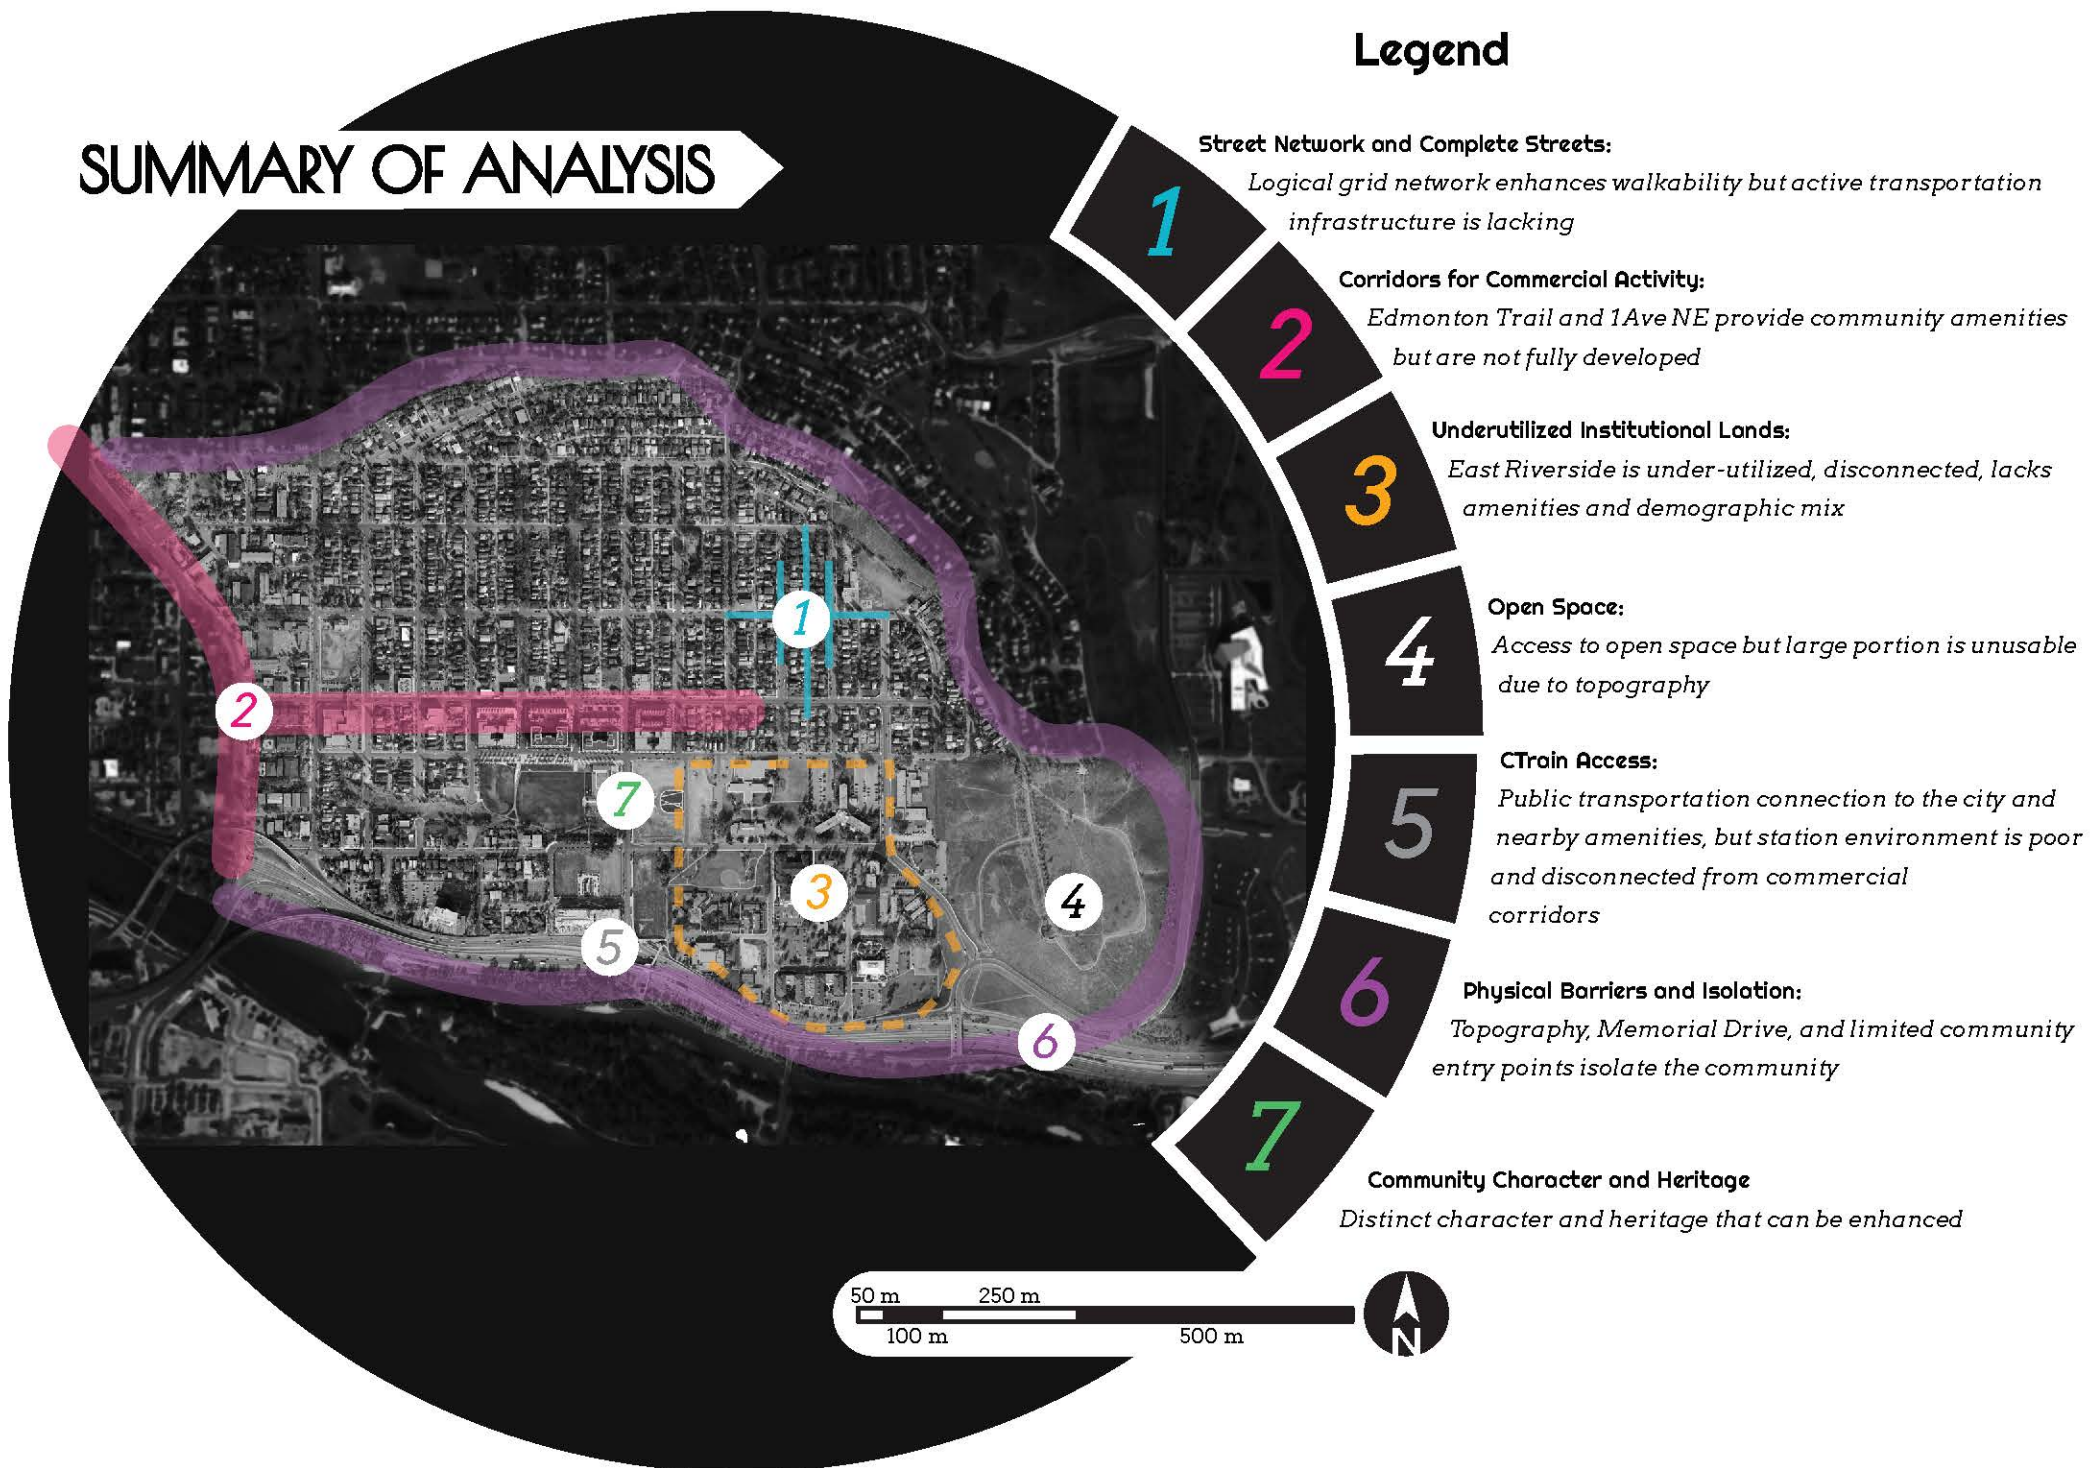 Legend
SUMMARY OF ANALYSIS
1
Street Network and Complete Streets:
Logical grid network enhances walkability but active transportation
infrastructure is lacking
2
Corridors for Commercial Activity:
Edmonton Trail and 1Ave NE provide community amenities
but are not fully developed
3
Underutilized Institutional Lands:
East Riverside is under-utilized, disconnected, lacks
amenities and demographic mix
4
Open Space:
Access to open space but large portion is unusable
due to topography
5
CTrain Access:
Public transportation connection to the city and
nearby amenities, but station environment is poor
and disconnected from commercial
corridors
6
Physical Barriers and Isolation:
Topography, Memorial Drive, and limited community
entry points isolate the community
7
Community Character and Heritage
Distinct character and heritage that can be enhanced
1
2
7
3
4
5
6
50 m 250 m
100 m 500 m
N